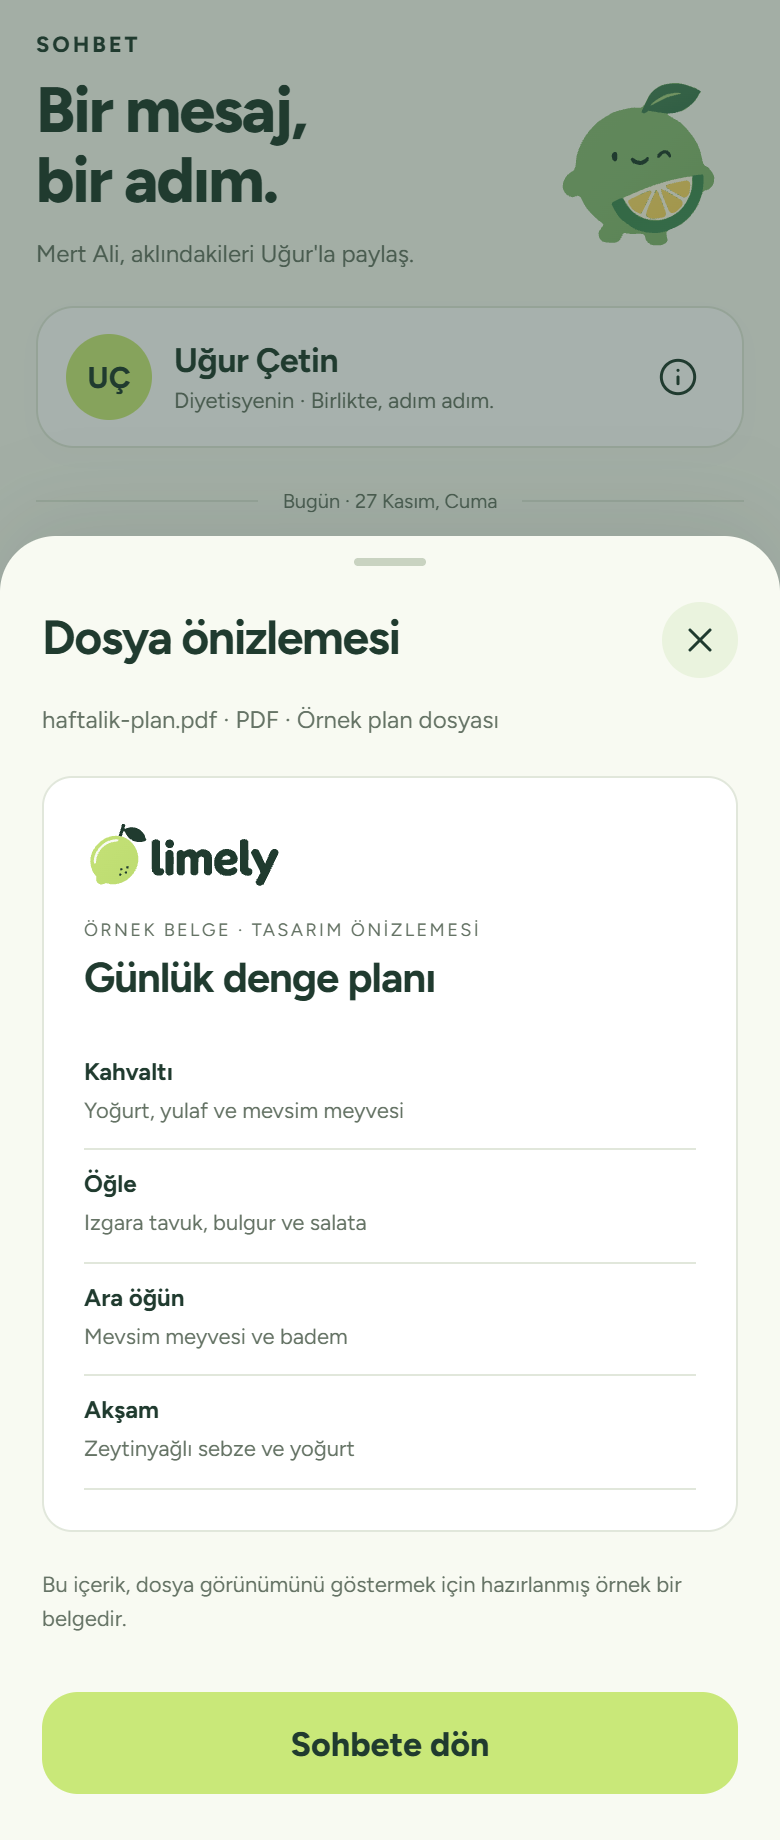 SOHBET
Bir mesaj,
bir adım.
Mert Ali, aklındakileri Uğur'la paylaş.
UÇ
Uğur Çetin
Diyetisyenin · Birlikte, adım adım.
Bugün · 27 Kasım, Cuma
Dosya önizlemesi
haftalik-plan.pdf · PDF · Örnek plan dosyası
limely
ÖRNEK BELGE · TASARIM ÖNİZLEMESİ
Günlük denge planı
Kahvaltı
Yoğurt, yulaf ve mevsim meyvesi
Öğle
Izgara tavuk, bulgur ve salata
Ara öğün
Mevsim meyvesi ve badem
Akşam
Zeytinyağlı sebze ve yoğurt
Bu içerik, dosya görünümünü göstermek için hazırlanmış örnek bir
belgedir.
Sohbete dön